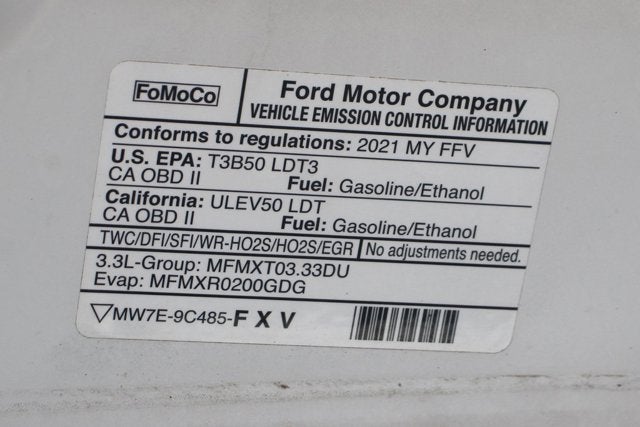 FoMoCo
Ford Motor Company
VEHICLE EMISSION CONTROL INFORMATION
Conforms to regulations: 2021 MY FFV
U.S. EPA: T3B50 LDT3
CA OBD II Fuel: Gasoline/Ethanol
California: ULEV50 LDT
CA OBD II Fuel: Gasoline/Ethanol
TWC/DFI/SFI/WR-HO2S/HO2S/EGR No adjustments needed.
3.3L-Group: MFMXT03.33DU
Evap: MFMXR0200GDG
MW7E-9C485-F X V